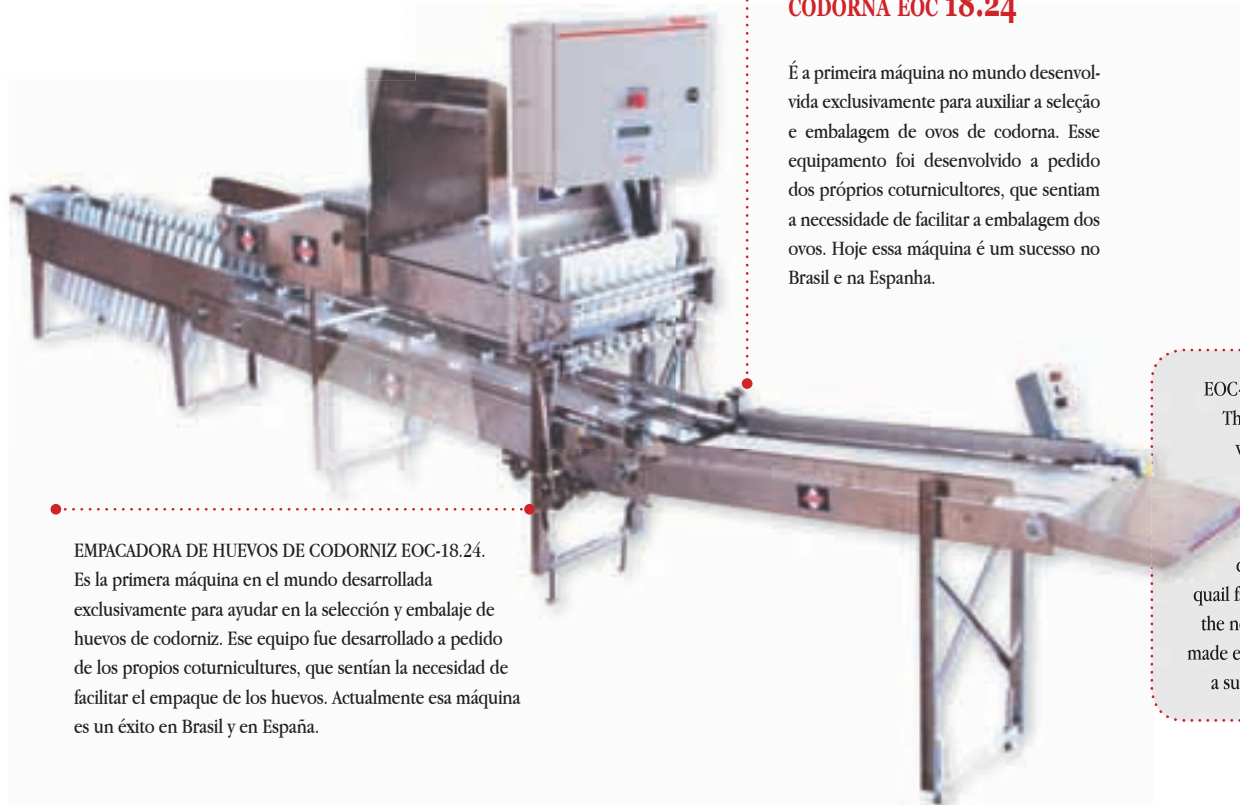 CODORNA EOC 18.24
É a primeira máquina no mundo desenvol-
vida exclusivamente para auxiliar a seleção
e embalagem de ovos de codorna. Esse
equipamento foi desenvolvido a pedido
dos próprios coturnicultores, que sentiam
a necessidade de facilitar a embalagem dos
ovos. Hoje essa máquina é um sucesso no
Brasil e na Espanha.
EMPACADORA DE HUEVOS DE CODORNIZ EOC-18.24.
Es la primera máquina en el mundo desarrollada
exclusivamente para ayudar en la selección y embalaje de
huevos de codorniz. Ese equipo fue desarrollado a pedido
de los propios coturnicultures, que sentían la necesidad de
facilitar el empaque de los huevos. Actualmente esa máquina
es un éxito en Brasil y en España.
EOC-
quail
the
made
a